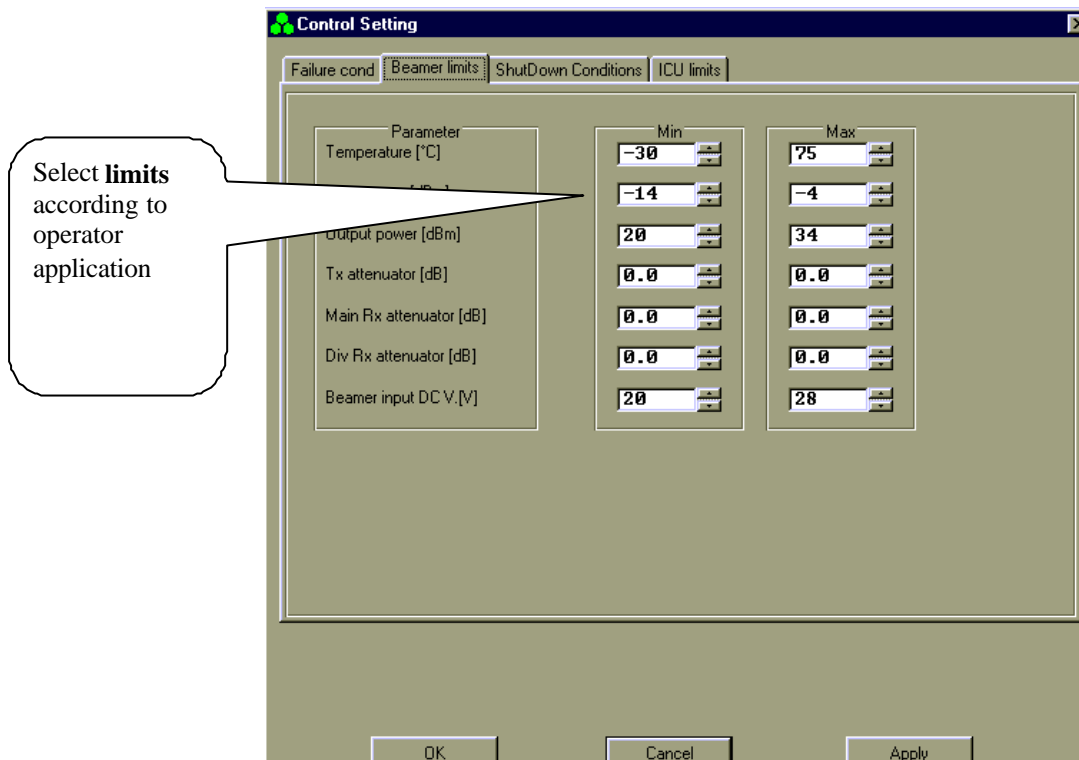 Control Setting
Failure cond Beamer limits ShutDown Conditions ICU limits
Parameter Min Max
Temperature [°C] -30 75
-14 -4
Output power [dBm] 20 34
Tx attenuator [dB] 0.0 0.0
Main Rx attenuator [dB] 0.0 0.0
Div Rx attenuator [dB] 0.0 0.0
Beamer input DC V.[V] 20 28
Select limits
according to
operator
application
OK Cancel Apply